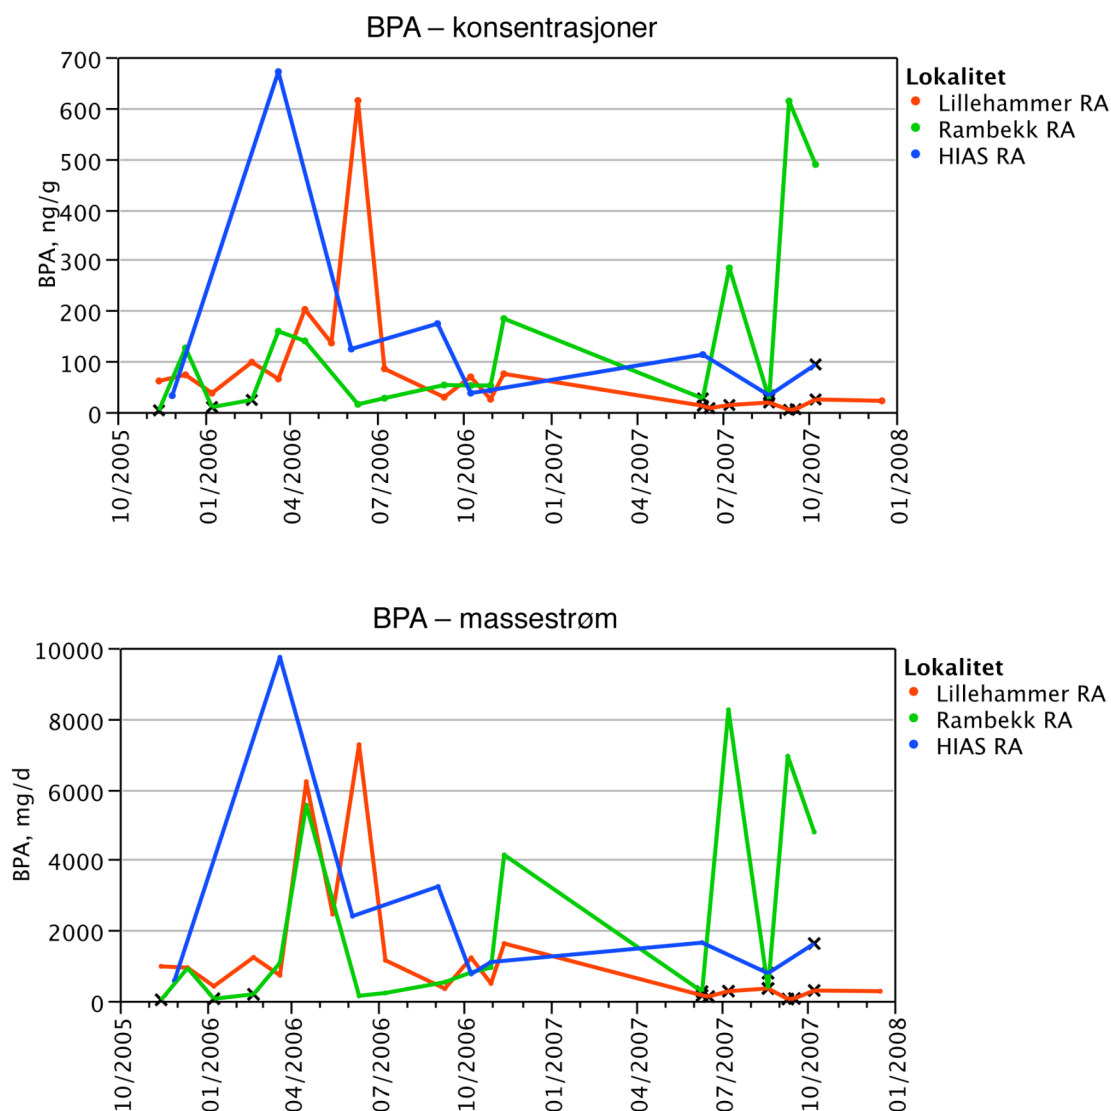 BPA – konsentrasjoner
700
600
500
400
300
200
100
0
BPA, ng/g
10/2005
01/2006
04/2006
07/2006
10/2006
01/2007
04/2007
07/2007
10/2007
01/2008
Lokalitet
Lillehammer RA
Rambekk RA
HIAS RA
BPA – massestrøm
10000
8000
6000
4000
2000
0
BPA, mg/d
10/2005
01/2006
04/2006
07/2006
10/2006
01/2007
04/2007
07/2007
10/2007
01/2008
Lokalitet
Lillehammer RA
Rambekk RA
HIAS RA